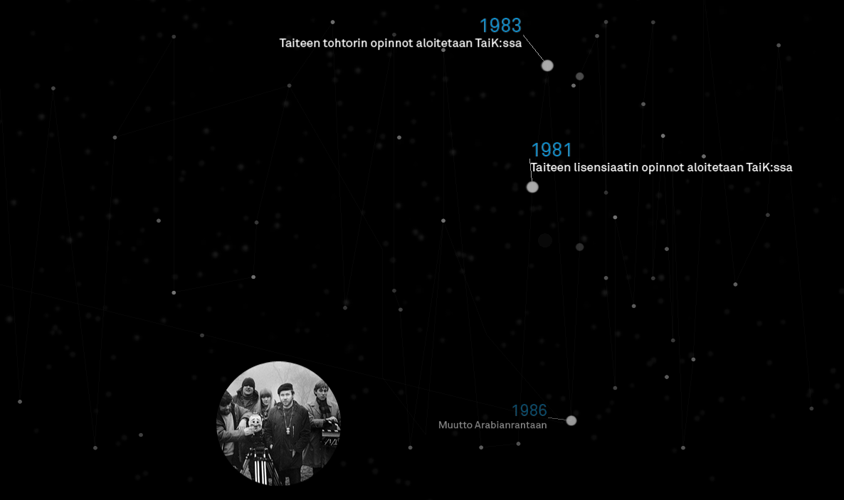 1983
Taiteen tohtorin opinnot aloitetaan TaiK:ssa
1981
Taiteen lisensiaatin opinnot aloitetaan TaiK:ssa
1986
Muutto Arabianrantaan